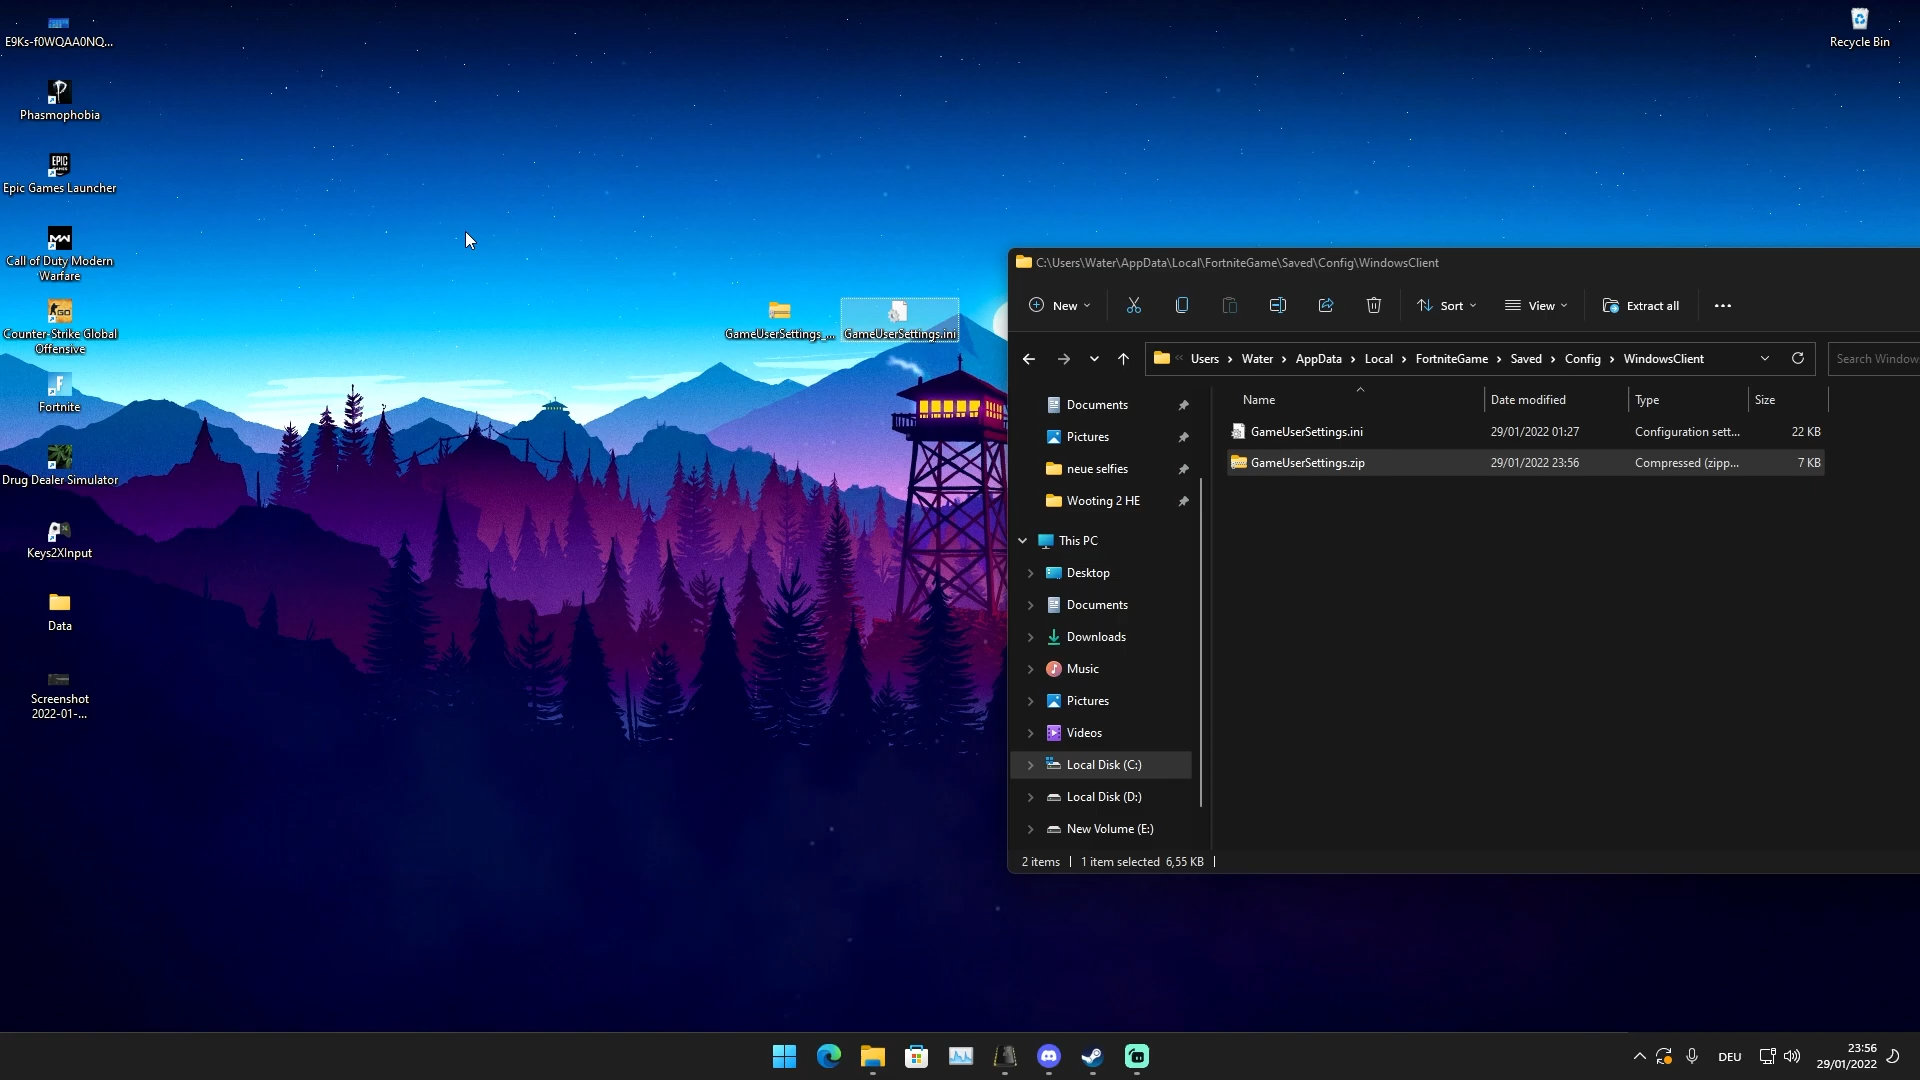 E9Ks-f0WQAA0NQ...
Phasmophobia
EPIC
GAMES
Epic Games Launcher
MW
Call of Duty Modern
Warfare
GO
Counter-Strike Global
Offensive
F
Fortnite
Drug Dealer Simulator
Keys2XInput
Data
Screenshot
2022-01-...
GameUserSettings_...
GameUserSettings.ini
Recycle Bin
C:\Users\Water\AppData\Local\FortniteGame\Saved\Config\WindowsClient
New
Sort
View
Extract all
Users
Water
AppData
Local
FortniteGame
Saved
Config
WindowsClient
Search Window
Name
Date modified
Type
Size
GameUserSettings.ini
29/01/2022 01:27
Configuration sett...
22 KB
GameUserSettings.zip
29/01/2022 23:56
Compressed (zipp...
7 KB
Documents
Pictures
neue selfies
Wooting 2 HE
This PC
Desktop
Documents
Downloads
Music
Pictures
Videos
Local Disk (C:)
Local Disk (D:)
New Volume (E:)
2 items
1 item selected 6,55 KB
DEU
23:56
29/01/2022